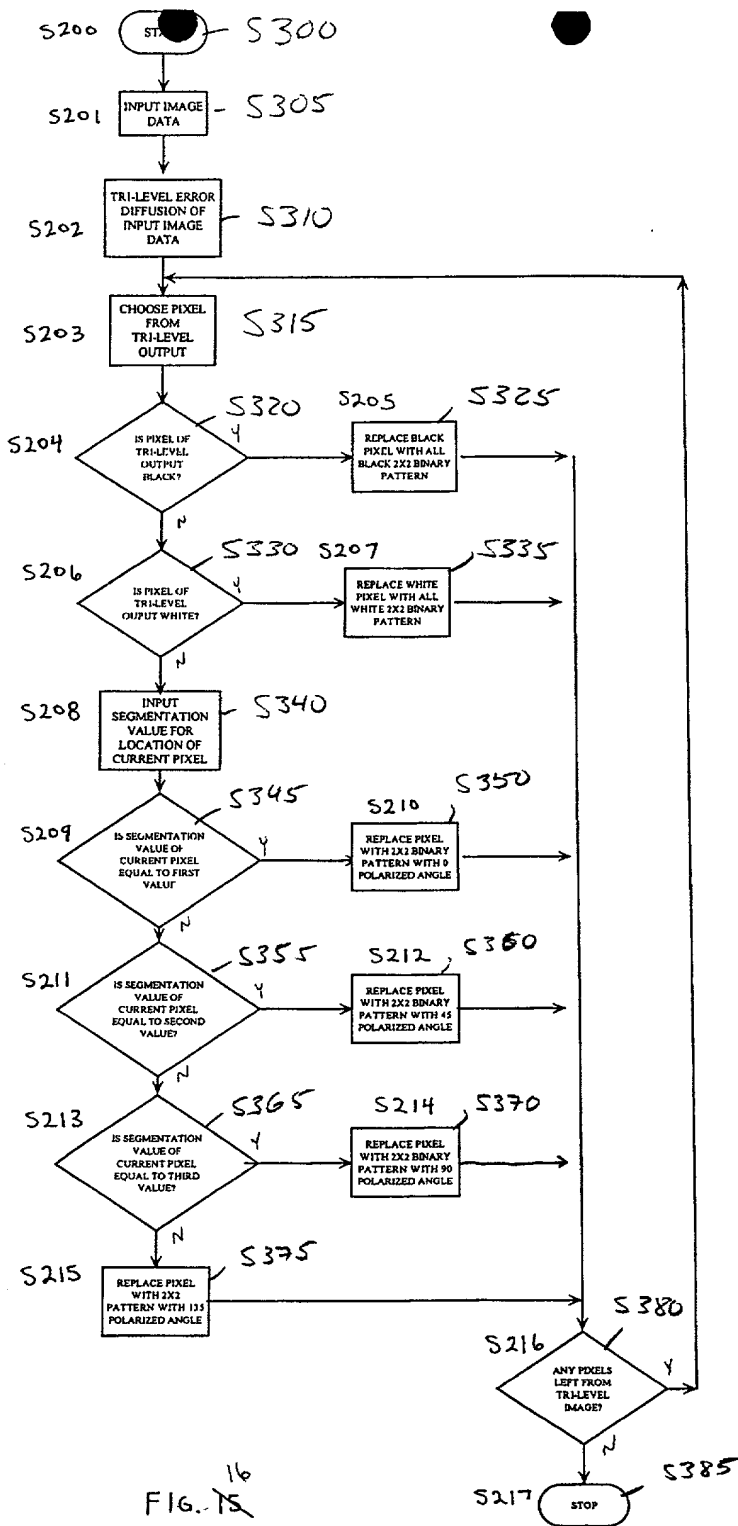 S200
STA
S300
S201
INPUT IMAGE
DATA
S305
S202
TRI-LEVEL ERROR
DIFFUSION OF
INPUT IMAGE
DATA
S310
S203
CHOOSE PIXEL
FROM
TRI-LEVEL
OUTPUT
S315
S204
IS PIXEL OF
TRI-LEVEL
OUTPUT
BLACK?
S320
Y
N
S205
REPLACE BLACK
PIXEL WITH ALL
BLACK 2X2 BINARY
PATTERN
S325
S206
IS PIXEL OF
TRI-LEVEL
OUPUT WHITE?
S330
Y
N
S207
REPLACE WHITE
PIXEL WITH ALL
WHITE 2X2 BINARY
PATTERN
S335
S208
INPUT
SEGMENTATION
VALUE FOR
LOCATION OF
CURRENT PIXEL
S340
S209
IS SEGMENTATION
VALUE OF
CURRENT PIXEL
EQUAL TO FIRST
VALUE
S345
Y
N
S210
REPLACE PIXEL
WITH 2X2 BINARY
PATTERN WITH 0
POLARIZED ANGLE
S350
S211
IS SEGMENTATION
VALUE OF
CURRENT PIXEL
EQUAL TO SECOND
VALUE?
S355
Y
N
S212
REPLACE PIXEL
WITH 2X2 BINARY
PATTERN WITH 45
POLARIZED ANGLE
S360
S213
IS SEGMENTATION
VALUE OF
CURRENT PIXEL
EQUAL TO THIRD
VALUE?
S365
Y
N
S214
REPLACE PIXEL
WITH 2X2 BINARY
PATTERN WITH 90
POLARIZED ANGLE
S370
S215
REPLACE PIXEL
WITH 2X2
PATTERN WITH 135
POLARIZED ANGLE
S375
S216
ANY PIXELS
LEFT FROM
TRI-LEVEL
IMAGE?
S380
Y
N
S217
STOP
S385
16
FIG. 15